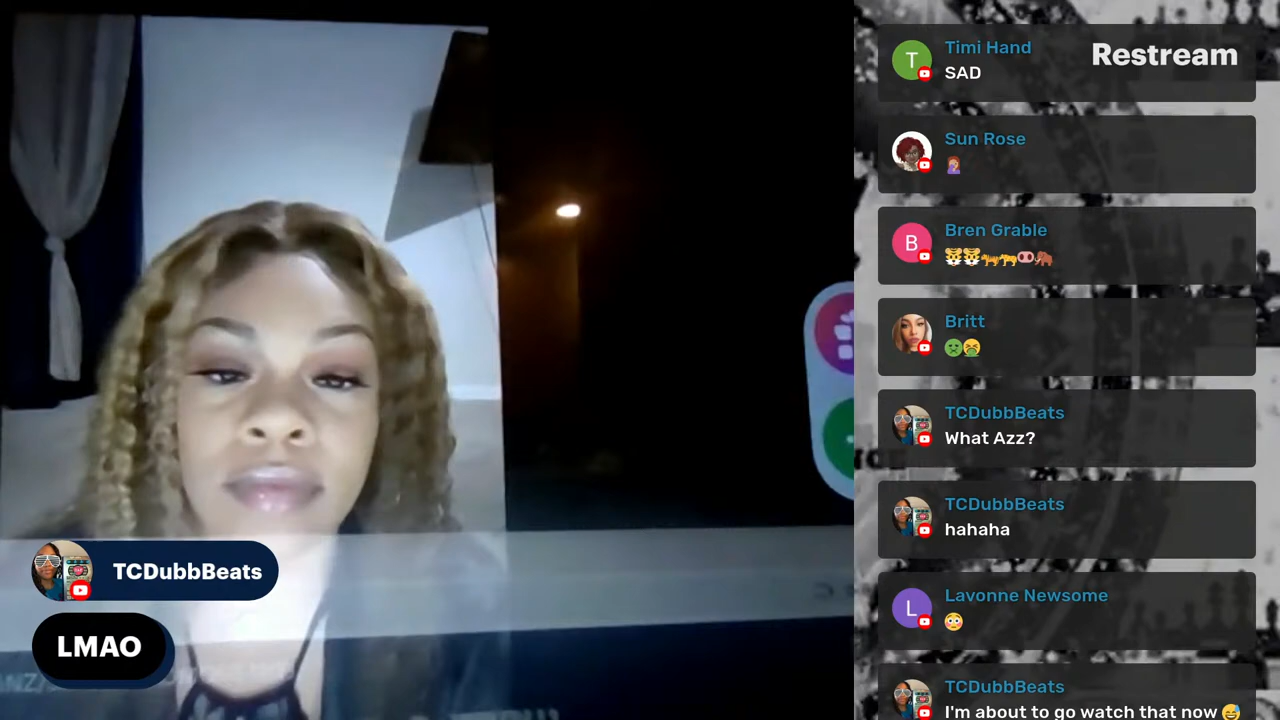 Restream
Timi Hand
SAD
Sun Rose
Bren Grable
Britt
TCDubbBeats
What Azz?
TCDubbBeats
hahaha
Lavonne Newsome
TCDubbBeats
I'm about to go watch that now 😅
TCDubbBeats
LMAO
T
B
L